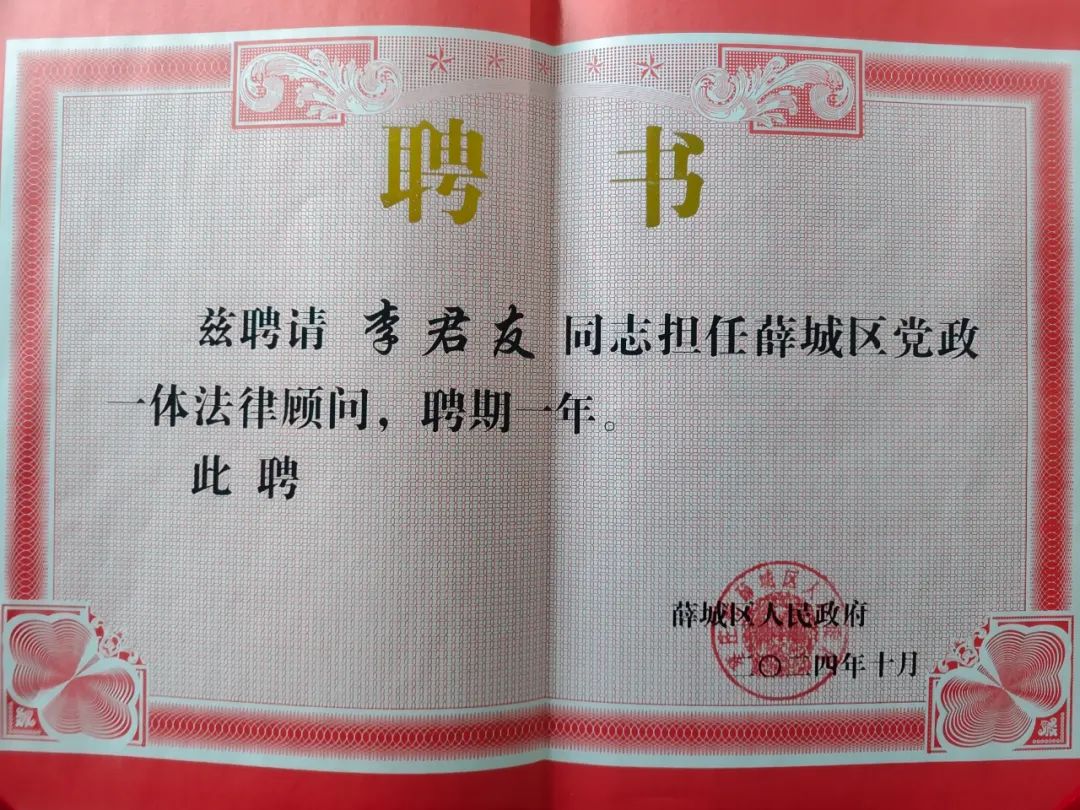 聘书
兹聘请 李君友 同志担任薛城区党政
一体法律顾问，聘期一年。
此聘
薛城区人民政府
二〇二四年十月